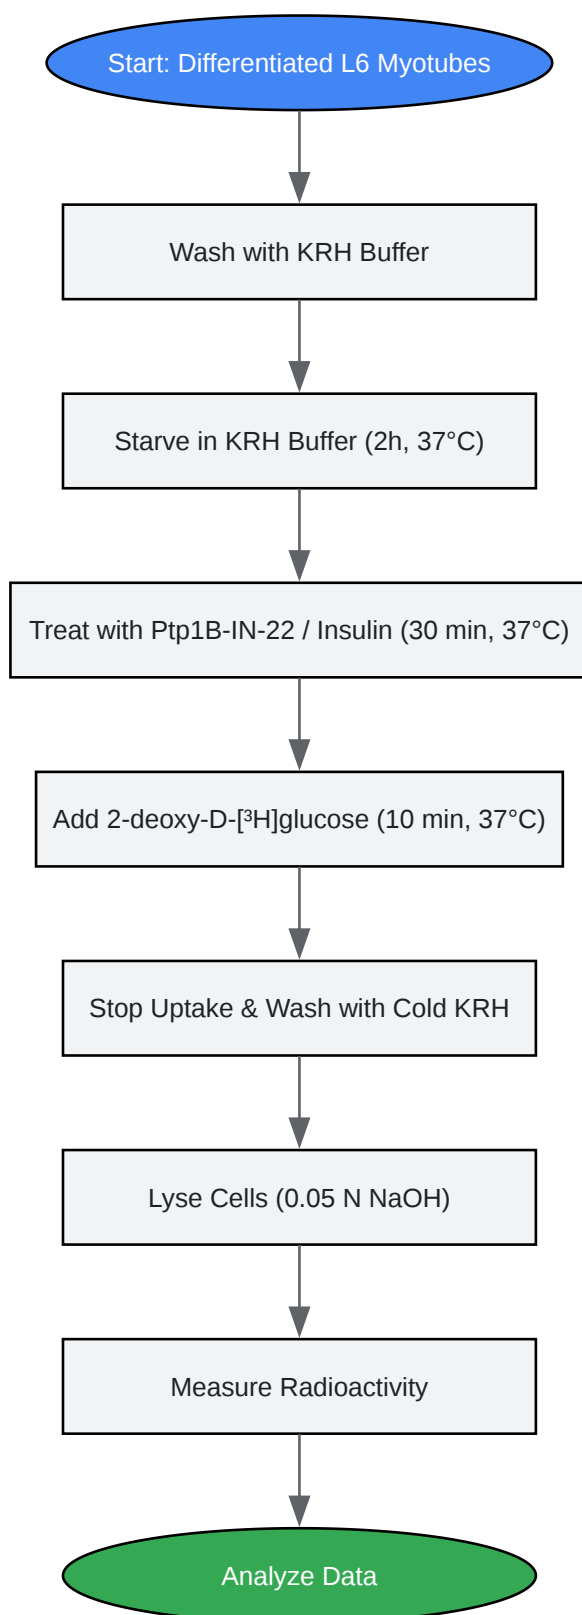 Start: Differentiated L6 Myotubes
Wash with KRH Buffer
Starve in KRH Buffer (2h, 37°C)
Treat with Ptp1B-IN-22 / Insulin (30 min, 37°C)
Add 2-deoxy-D-[³H]glucose (10 min, 37°C)
Stop Uptake & Wash with Cold KRH
Lyse Cells (0.05 N NaOH)
Measure Radioactivity
Analyze Data